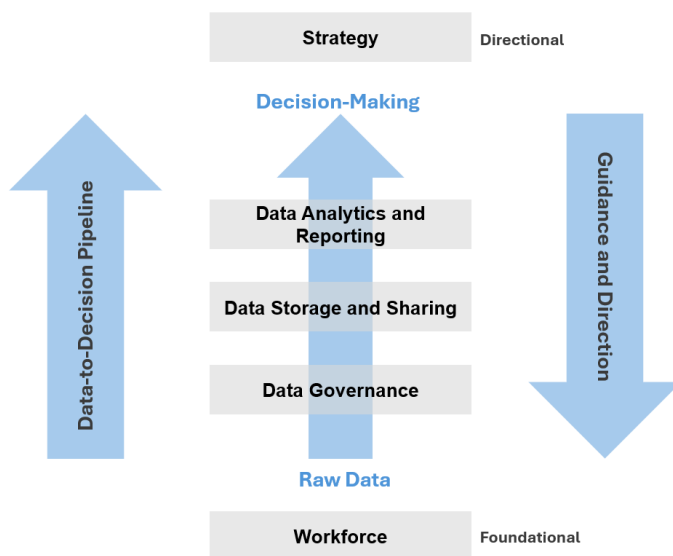 Strategy
Directional
Decision-Making
Data-to-Decision Pipeline
Data Analytics and
Reporting
Data Storage and Sharing
Data Governance
Guidance and Direction
Raw Data
Workforce
Foundational